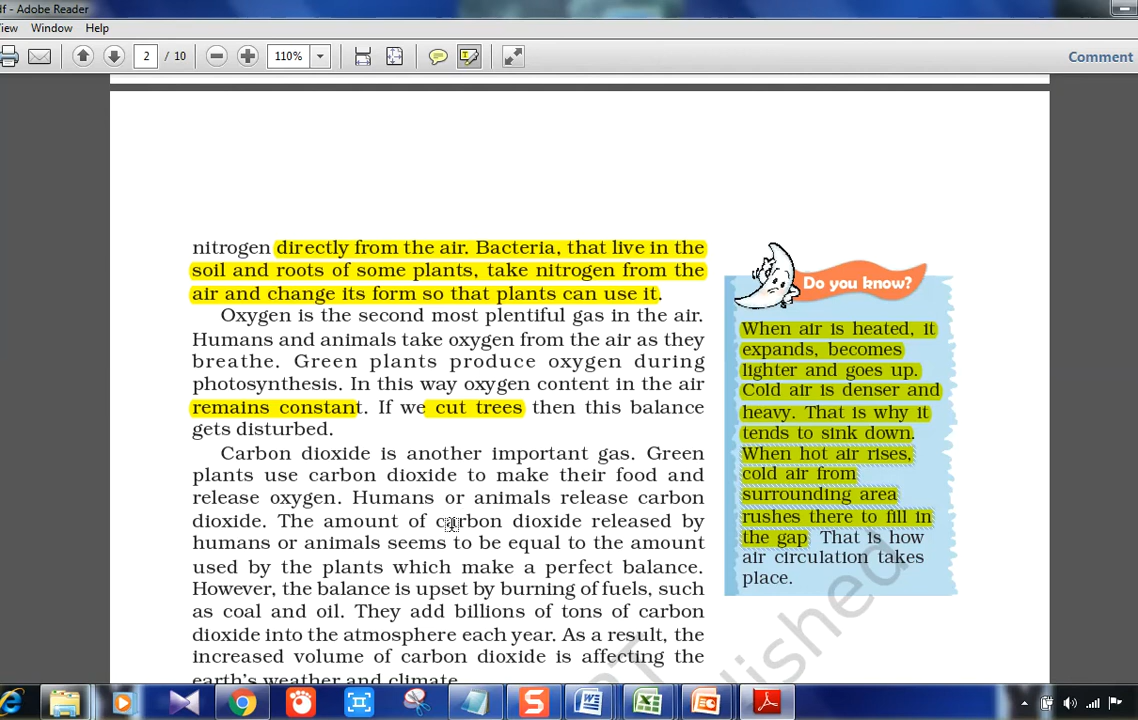 df - Adobe Reader
View Window Help
2 / 10 110% Comment
nitrogen directly from the air. Bacteria, that live in the
soil and roots of some plants, take nitrogen from the
air and change its form so that plants can use it.
Oxygen is the second most plentiful gas in the air.
Humans and animals take oxygen from the air as they
breathe. Green plants produce oxygen during
photosynthesis. In this way oxygen content in the air
remains constant. If we cut trees then this balance
gets disturbed.
Carbon dioxide is another important gas. Green
plants use carbon dioxide to make their food and
release oxygen. Humans or animals release carbon
dioxide. The amount of carbon dioxide released by
humans or animals seems to be equal to the amount
used by the plants which make a perfect balance.
However, the balance is upset by burning of fuels, such
as coal and oil. They add billions of tons of carbon
dioxide into the atmosphere each year. As a result, the
increased volume of carbon dioxide is affecting the
earth's weather and climate.
Do you know?
When air is heated, it
expands, becomes
lighter and goes up.
Cold air is denser and
heavy. That is why it
tends to sink down.
When hot air rises,
cold air from
surrounding area
rushes there to fill in
the gap That is how
air circulation takes
place.